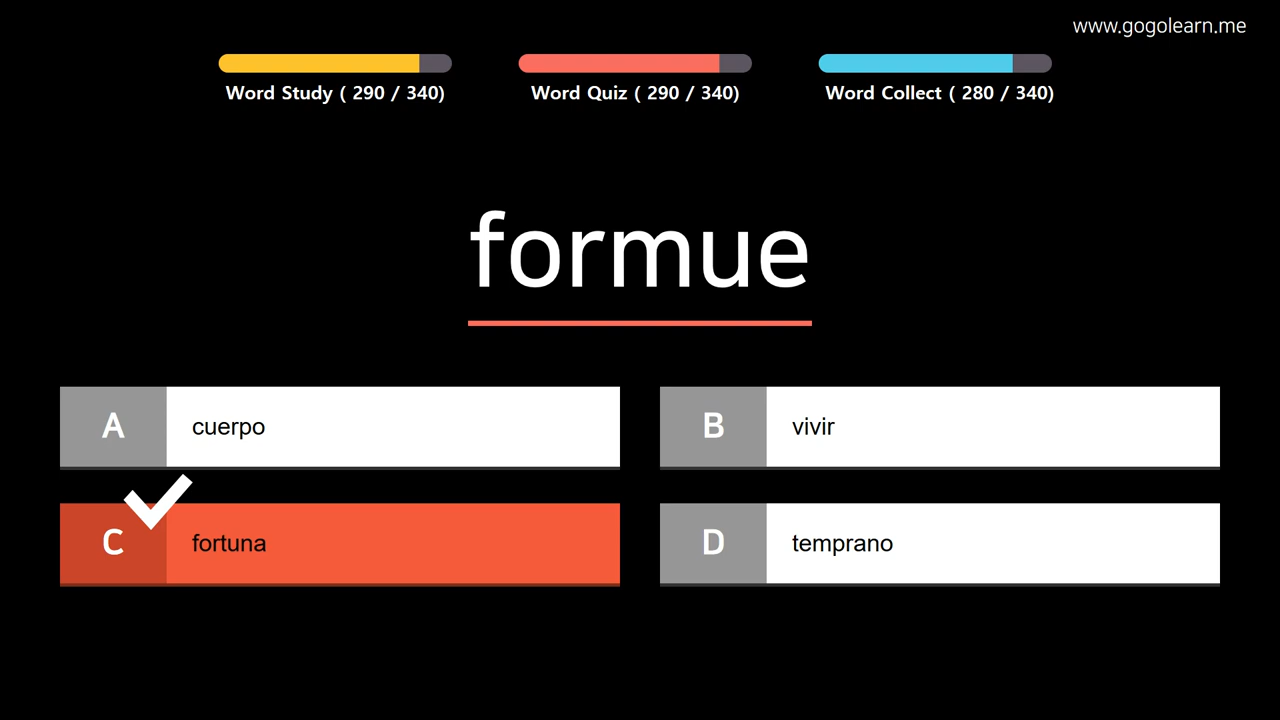 www.gogolearn.me
Word Study ( 290 / 340)
Word Quiz ( 290 / 340)
Word Collect ( 280 / 340)
formue
A cuerpo
B vivir
C fortuna
D temprano